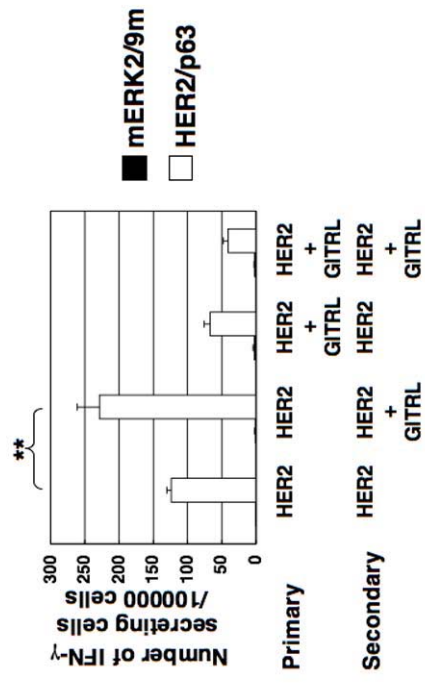 Number of IFN-γ
secreting cells
/100000 cells
300
250
200
150
100
50
0
**
mERK2/9m
HER2/p63
Primary
HER2
HER2
HER2
+
GITRL
HER2
+
GITRL
Secondary
HER2
HER2
+
GITRL
HER2
HER2
+
GITRL